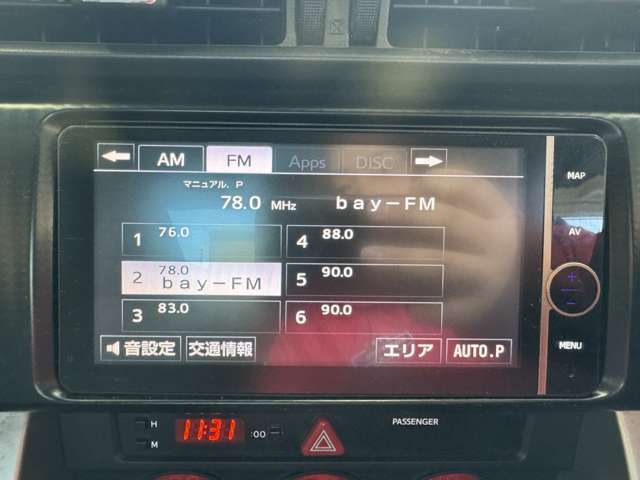 AM FM Apps DISC
MAP
マニュアル. P
78.0 MHz bay-FM
AV
1 76.0
4 88.0
2 78.0 bay-FM
5 90.0
3 83.0
6 90.0
音設定 交通情報 エリア AUTO.P
MENU
H
11:31 :00
M
PASSENGER